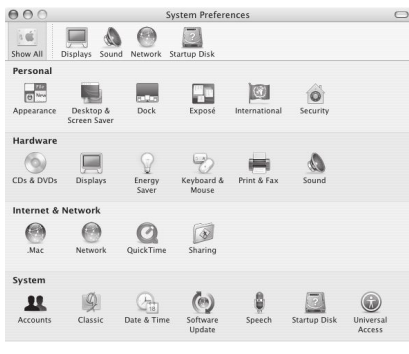 System Preferences
Show All Displays Sound Network Startup Disk
Personal
Appearance Desktop & Screen Saver Dock Exposé International Security
Hardware
CDs & DVDs Displays Energy Saver Keyboard & Mouse Print & Fax Sound
Internet & Network
.Mac Network QuickTime Sharing
System
Accounts Classic Date & Time Software Update Speech Startup Disk Universal Access